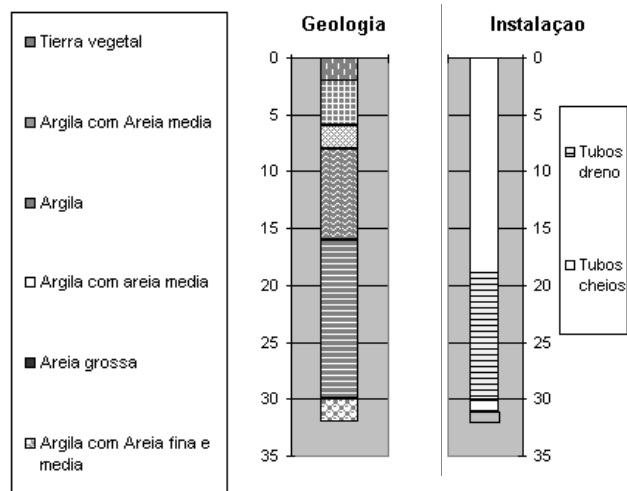 Tierra vegetal
Argila com Areia media
Argila
Argila com areia media
Areia grossa
Argila com Areia fina e
media
Geologia
0
5
10
15
20
25
30
35
Instalaçao
0
5
10
15
20
25
30
35
Tubos
dreno
Tubos
cheios